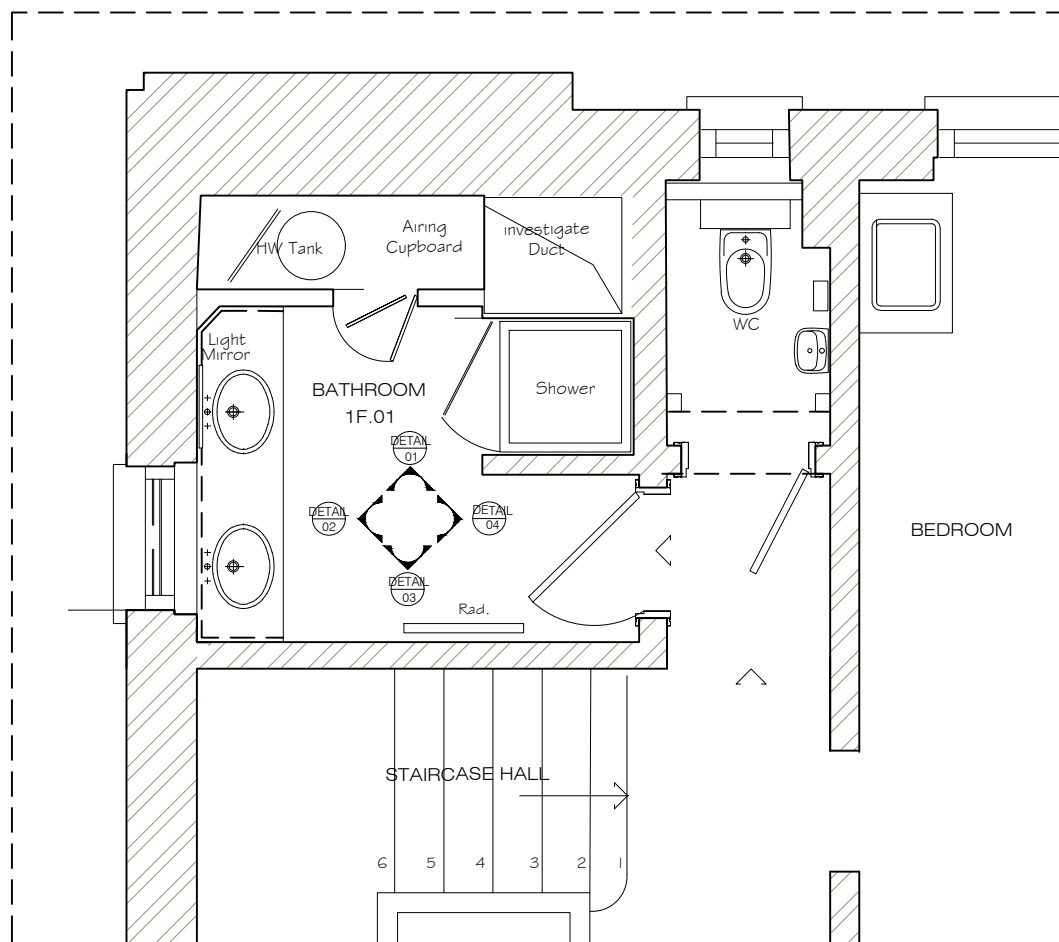 HW Tank
Airing
Cupboard
Investigate
Duct
WC
Light
Mirror
BATHROOM
1F.01
Shower
DETAIL
01
DETAIL
02
DETAIL
04
DETAIL
03
BEDROOM
Rad.
STAIRCASE HALL
6 5 4 3 2 1